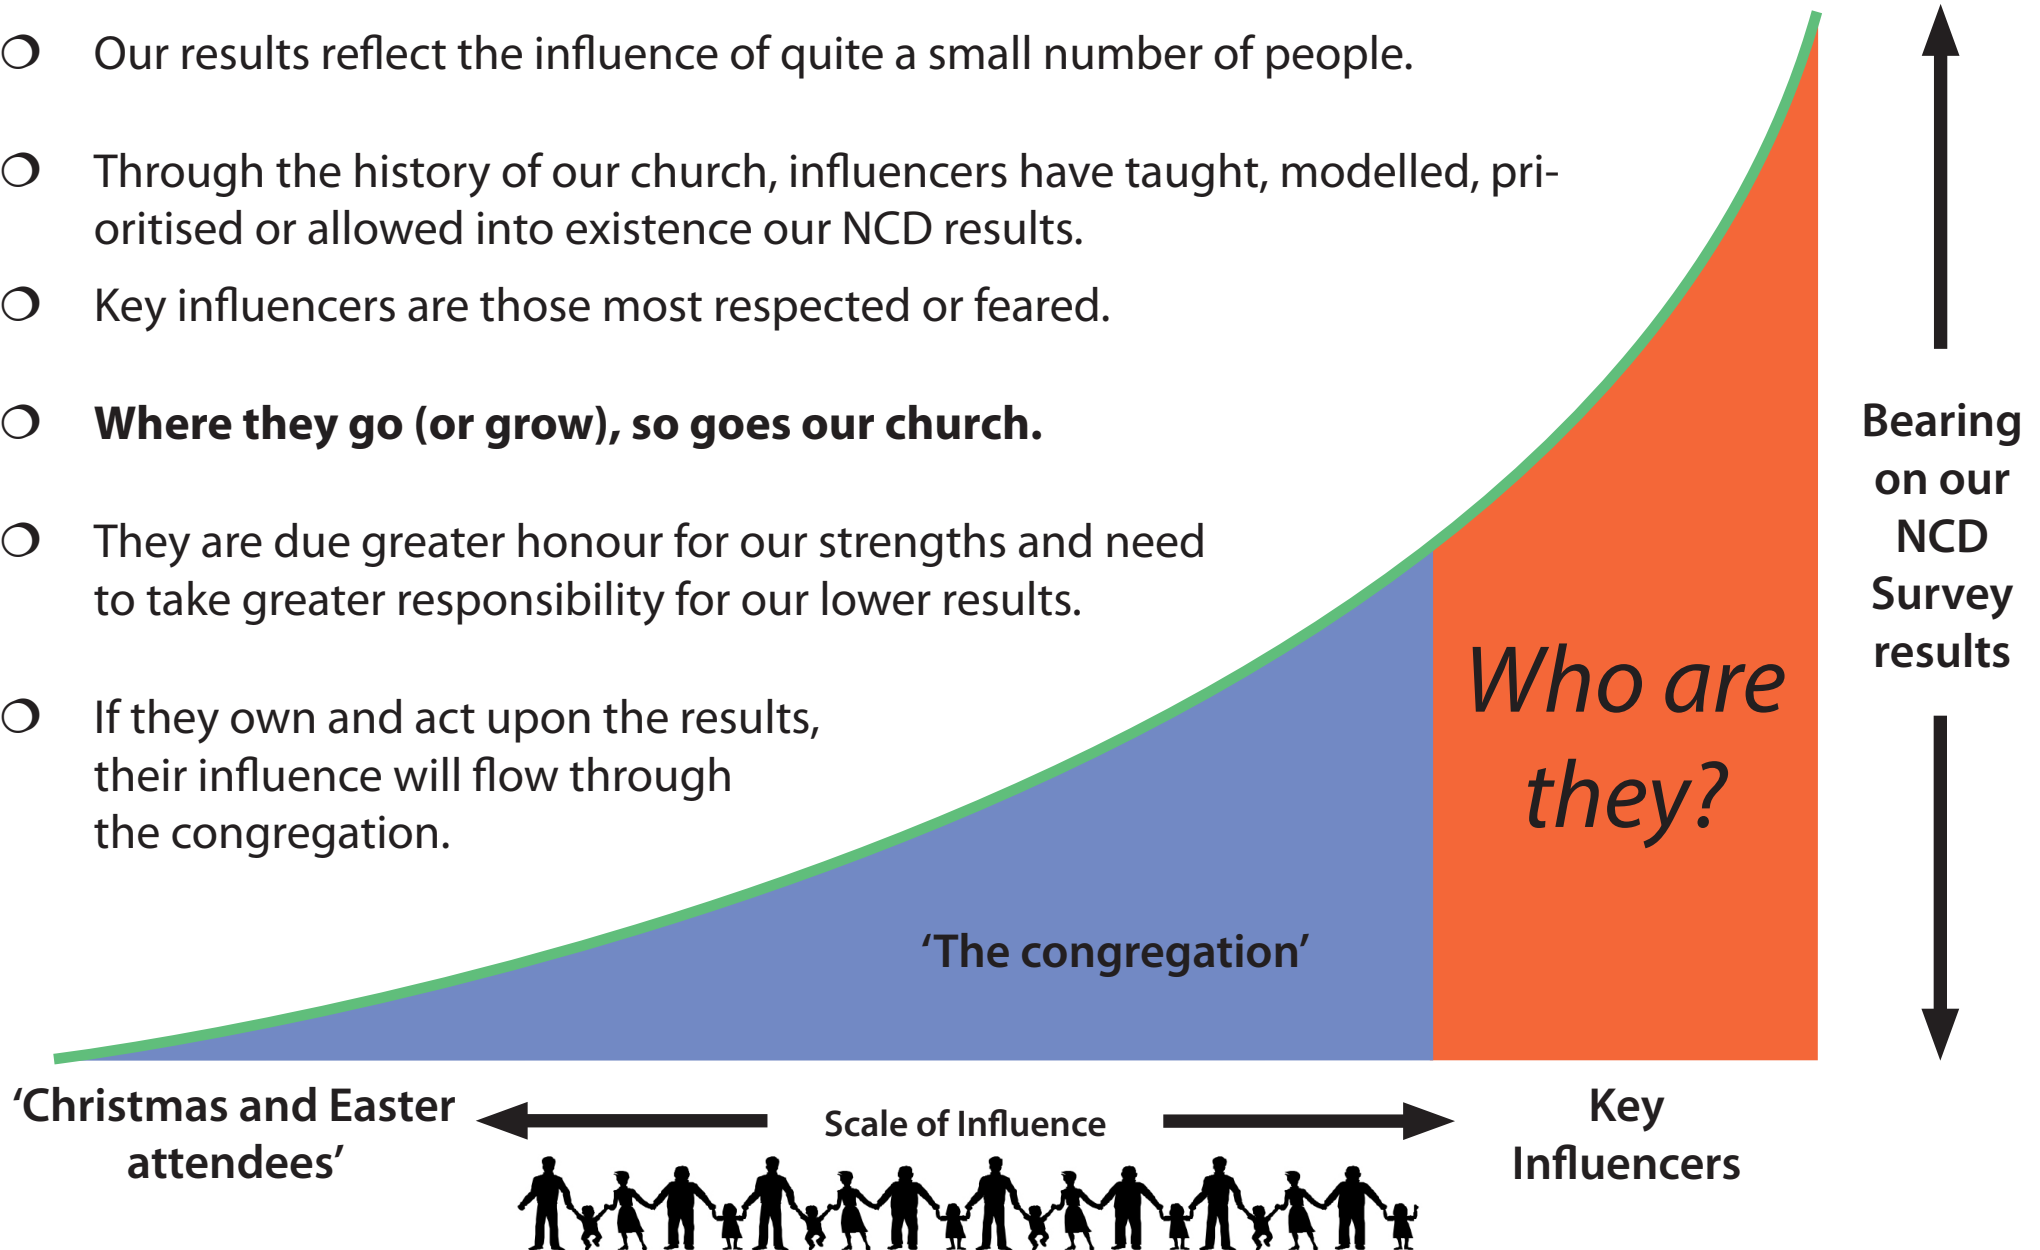 Our results reflect the influence of quite a small number of people.
Through the history of our church, influencers have taught, modelled, pri-
oritised or allowed into existence our NCD results.
Key influencers are those most respected or feared.
Where they go (or grow), so goes our church.
They are due greater honour for our strengths and need
to take greater responsibility for our lower results.
If they own and act upon the results,
their influence will flow through
the congregation.
Bearing
on our
NCD
Survey
results
Who are
they?
‘The congregation’
‘Christmas and Easter
attendees’
Scale of Influence
Key
Influencers